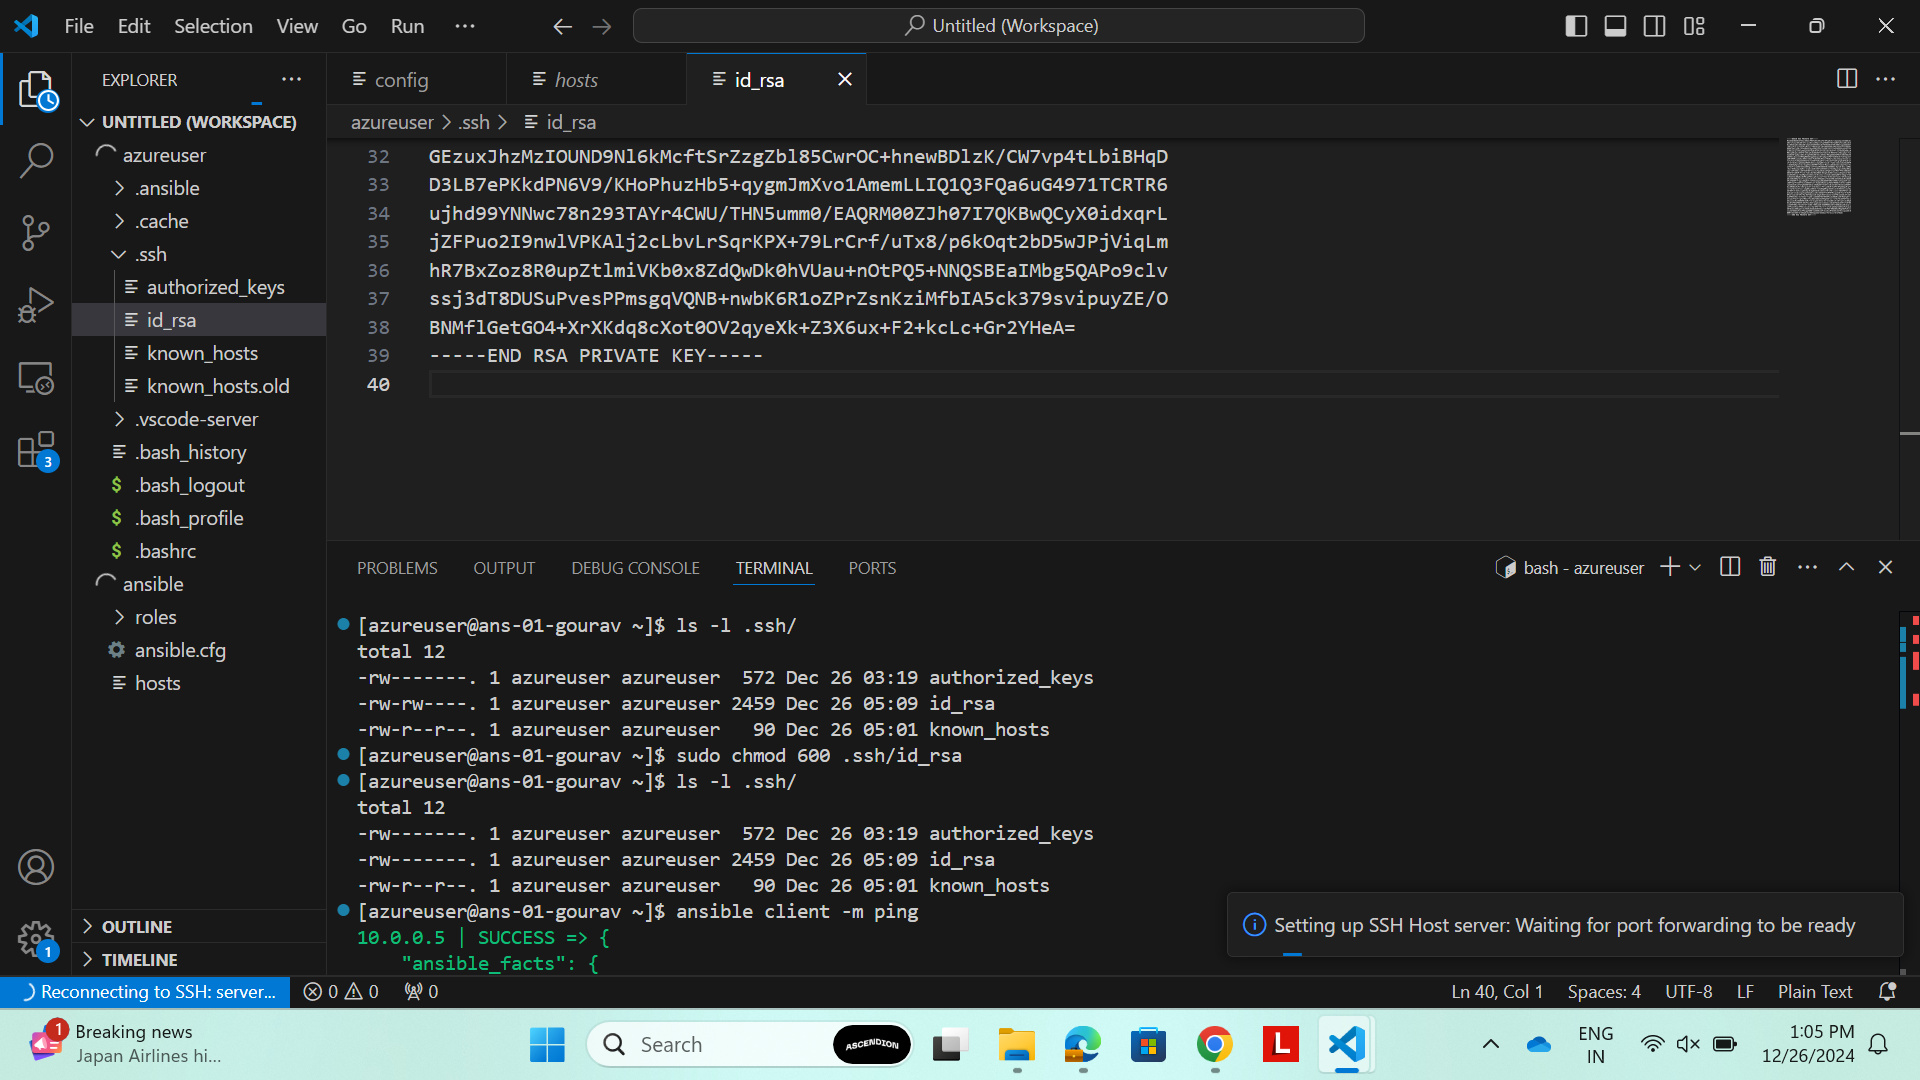 File Edit Selection View Go Run ···
Untitled (Workspace)
EXPLORER
UNTITLED (WORKSPACE)
azureuser
.ansible
.cache
.ssh
authorized_keys
id_rsa
known_hosts
known_hosts.old
.vscode-server
.bash_history
$ .bash_logout
$ .bash_profile
$ .bashrc
ansible
roles
ansible.cfg
hosts
OUTLINE
TIMELINE
3
1
config
hosts
id_rsa
azureuser > .ssh > id_rsa
32 GEzuxJhzMzIOUND9Nl6kMcftSrZzgZbl85CwrOC+hnewBDlzK/CW7vp4tLbiBHqD
33 D3LB7ePKkdPN6V9/KHoPhuzHb5+qygmJmXvo1AmemLLIQ1Q3FQa6uG4971TCRTR6
34 ujhd99YNNwc78n293TAYr4CWU/THN5umm0/EAQRM00ZJh07I7QKBwQCyX0idxqrL
35 jZFPuo2I9nwlVPKAlj2cLbvLrSqrKPX+79LrCrf/uTx8/p6kOqt2bD5wJPjViqLm
36 hR7BxZoz8R0upZtlmiVKb0x8ZdQwDk0hVUau+nOtPQ5+NNQSBEaIMbg5QAPo9clv
37 ssj3dT8DUSuPvesPPmsgqVQNB+nwbK6R1oZPrZsnKziMfbIA5ck379svipuyZE/O
38 BNMflGetGO4+XrXKdq8cXot0OV2qyeXk+Z3X6ux+F2+kcLc+Gr2YHeA=
39 -----END RSA PRIVATE KEY-----
40
PROBLEMS OUTPUT DEBUG CONSOLE TERMINAL PORTS
bash - azureuser
[azureuser@ans-01-gourav ~]$ ls -l .ssh/
total 12
-rw-------. 1 azureuser azureuser  572 Dec 26 03:19 authorized_keys
-rw-rw----. 1 azureuser azureuser 2459 Dec 26 05:09 id_rsa
-rw-r--r--. 1 azureuser azureuser   90 Dec 26 05:01 known_hosts
[azureuser@ans-01-gourav ~]$ sudo chmod 600 .ssh/id_rsa
[azureuser@ans-01-gourav ~]$ ls -l .ssh/
total 12
-rw-------. 1 azureuser azureuser  572 Dec 26 03:19 authorized_keys
-rw-------. 1 azureuser azureuser 2459 Dec 26 05:09 id_rsa
-rw-r--r--. 1 azureuser azureuser   90 Dec 26 05:01 known_hosts
[azureuser@ans-01-gourav ~]$ ansible client -m ping
10.0.0.5 | SUCCESS => {
    "ansible_facts": {
Setting up SSH Host server: Waiting for port forwarding to be ready
Reconnecting to SSH: server... 0 0 0
Ln 40, Col 1 Spaces: 4 UTF-8 LF Plain Text
1
Breaking news
Japan Airlines hi...
Search
ASCENDION
L
ENG
IN
1:05 PM
12/26/2024